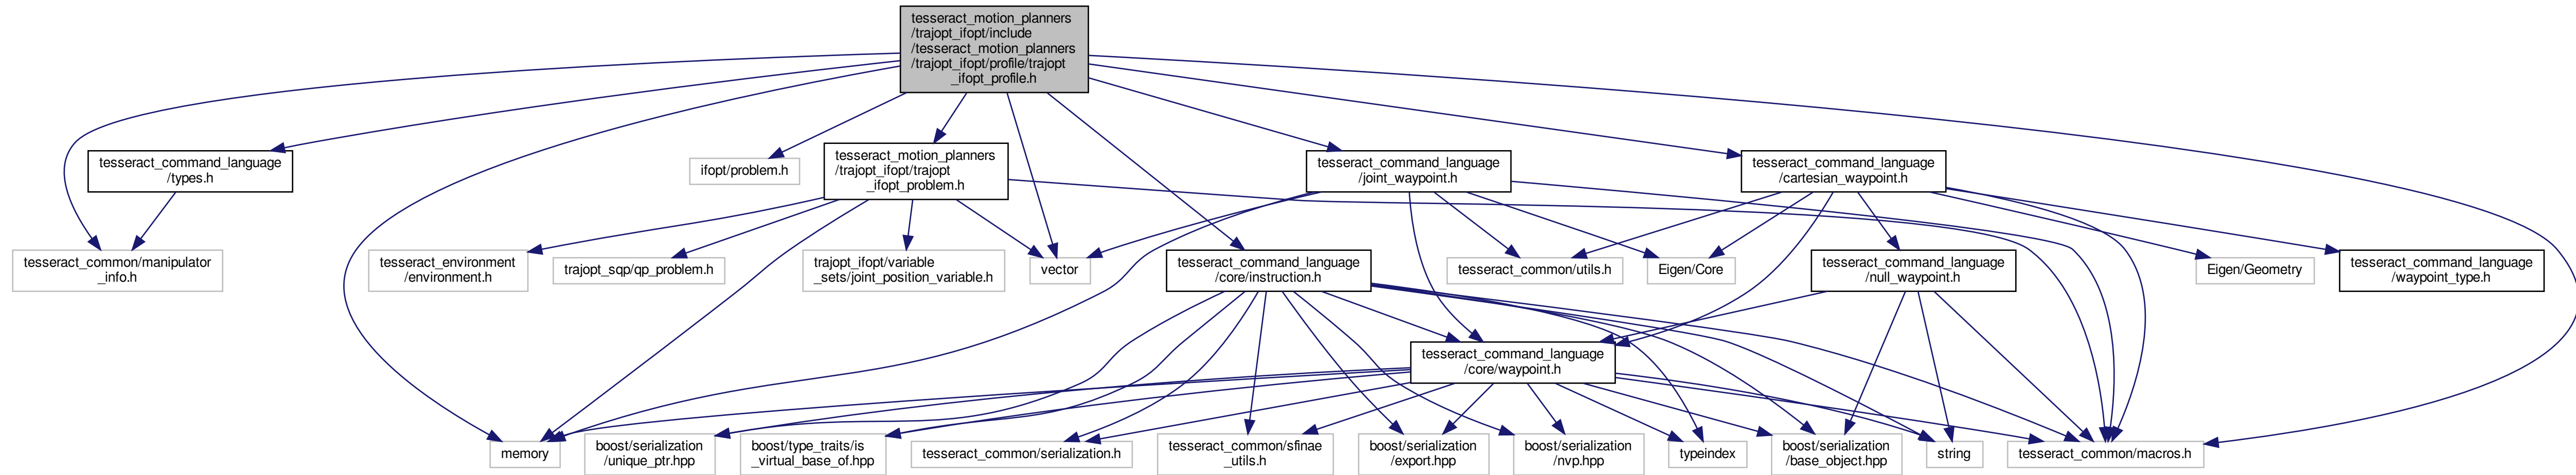 tesseract_motion_planners
/trajopt_ifopt/include
/tesseract_motion_planners
/trajopt_ifopt/profile/trajopt
_ifopt_profile.h
tesseract_command_language
/types.h
ifopt/problem.h
tesseract_motion_planners
/trajopt_ifopt/trajopt
_ifopt_problem.h
tesseract_command_language
/joint_waypoint.h
tesseract_command_language
/cartesian_waypoint.h
tesseract_common/manipulator
_info.h
tesseract_environment
/environment.h
trajopt_sqp/qp_problem.h
trajopt_ifopt/variable
_sets/joint_position_variable.h
vector
tesseract_command_language
/core/instruction.h
tesseract_common/utils.h
Eigen/Core
tesseract_command_language
/null_waypoint.h
Eigen/Geometry
tesseract_command_language
/waypoint_type.h
tesseract_command_language
/core/waypoint.h
memory
boost/serialization
/unique_ptr.hpp
boost/type_traits/is
_virtual_base_of.hpp
tesseract_common/serialization.h
tesseract_common/sfinae
_utils.h
boost/serialization
/export.hpp
boost/serialization
/nvp.hpp
typeindex
boost/serialization
/base_object.hpp
string
tesseract_common/macros.h